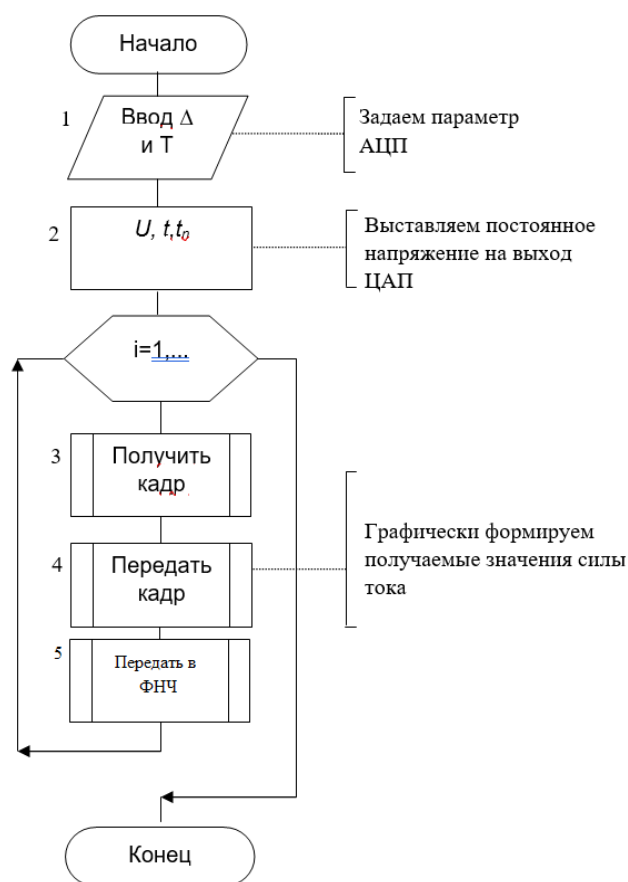 Начало
1
Ввод Δ
и Т
Задаем параметр
АЦП
2
U, t,t₀
Выставляем постоянное
напряжение на выход
ЦАП
i=1,...
3
Получить
кадр
4
Передать
кадр
Графически формируем
получаемые значения силы
тока
5
Передать в
ФНЧ
Конец